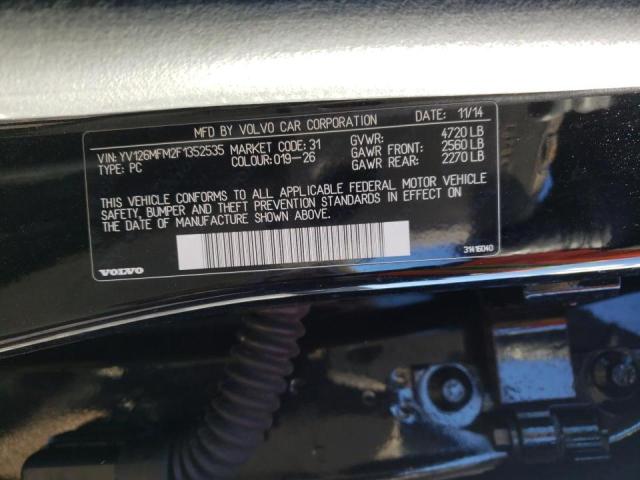 MFD BY VOLVO CAR CORPORATION DATE: 11/14
VIN: YV126MFM2F1352535 MARKET CODE: 31 GVWR: 4720 LB
TYPE: PC COLOUR:019-26 GAWR FRONT: 2560 LB
GAWR REAR: 2270 LB
THIS VEHICLE CONFORMS TO ALL APPLICABLE FEDERAL MOTOR VEHICLE
SAFETY, BUMPER AND THEFT PREVENTION STANDARDS IN EFFECT ON
THE DATE OF MANUFACTURE SHOWN ABOVE.
VOLVO 31416040